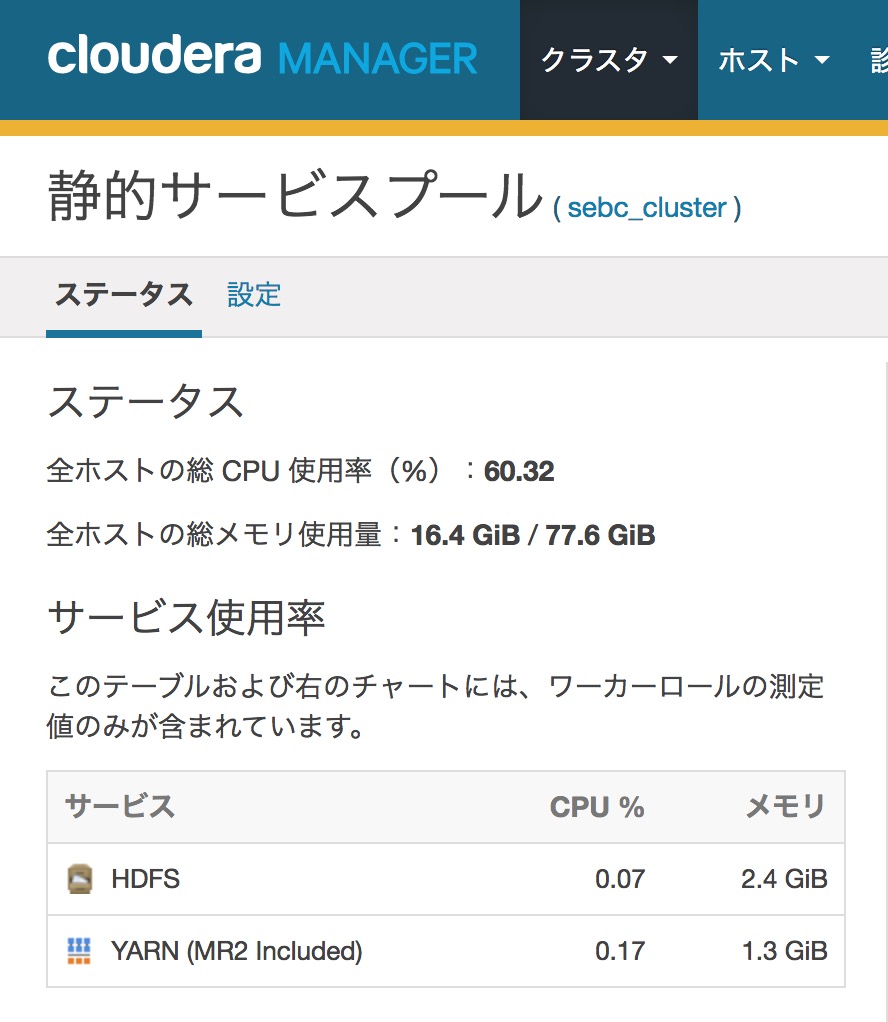 cloudera MANAGER クラスタ ホスト
静的サービスプール ( sebc_cluster )
ステータス 設定
ステータス
全ホストの総 CPU 使用率（%）：60.32
全ホストの総メモリ使用量：16.4 GiB / 77.6 GiB
サービス使用率
このテーブルおよび右のチャートには、ワーカーロールの測定
値のみが含まれています。
サービス CPU % メモリ
HDFS 0.07 2.4 GiB
YARN (MR2 Included) 0.17 1.3 GiB